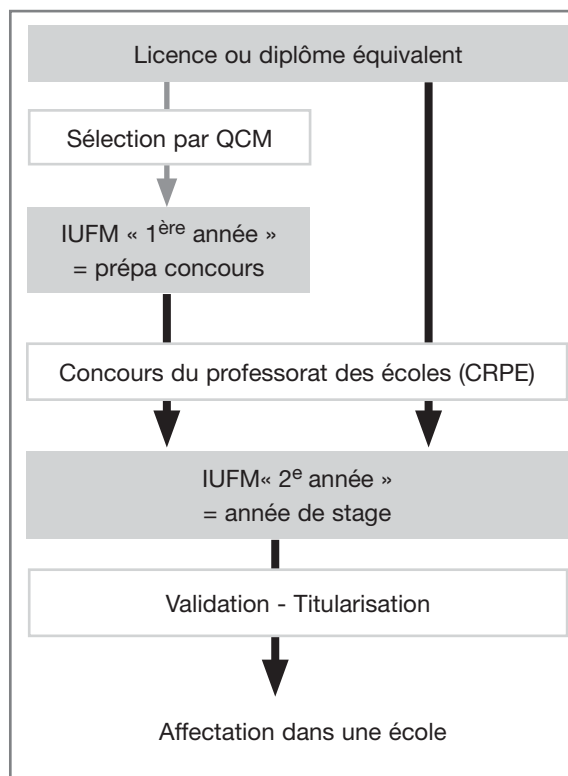 Licence ou diplôme équivalent
Sélection par QCM
IUFM « 1ère année »
= prépa concours
Concours du professorat des écoles (CRPE)
IUFM« 2e année »
= année de stage
Validation - Titularisation
Affectation dans une école